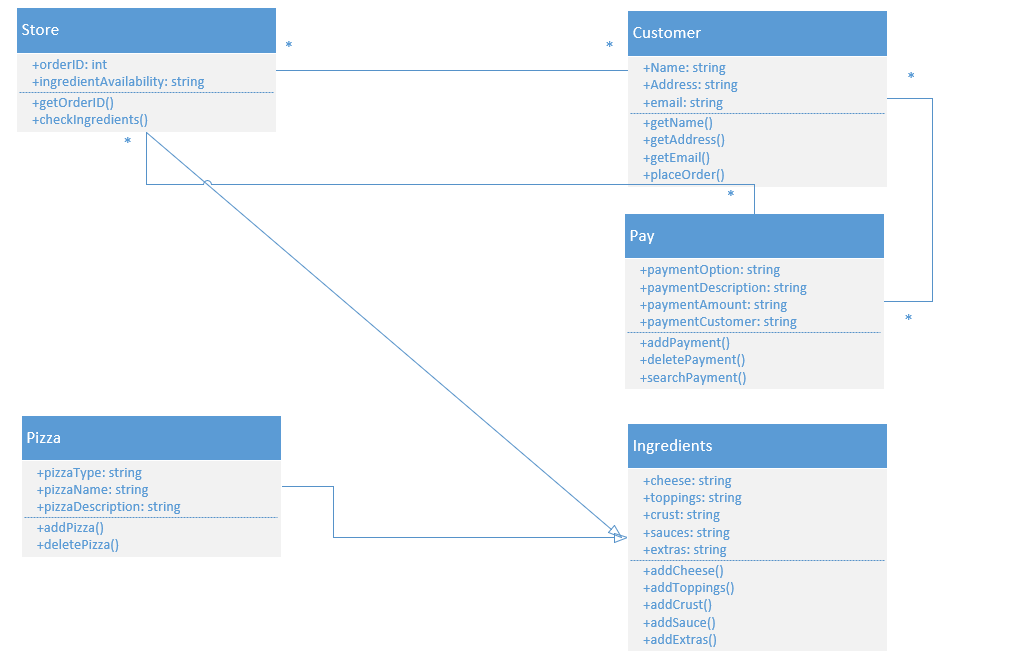 Store
+orderID: int
+ingredientAvailability: string
+getOrderID()
+checkIngredients()
*
*
*
Customer
+Name: string
+Address: string
+email: string
+getName()
+getAddress()
+getEmail()
+placeOrder()
*
*
Pay
+paymentOption: string
+paymentDescription: string
+paymentAmount: string
+paymentCustomer: string
+addPayment()
+deletePayment()
+searchPayment()
*
Pizza
+pizzaType: string
+pizzaName: string
+pizzaDescription: string
+addPizza()
+deletePizza()
Ingredients
+cheese: string
+toppings: string
+crust: string
+sauces: string
+extras: string
+addCheese()
+addToppings()
+addCrust()
+addSauce()
+addExtras()